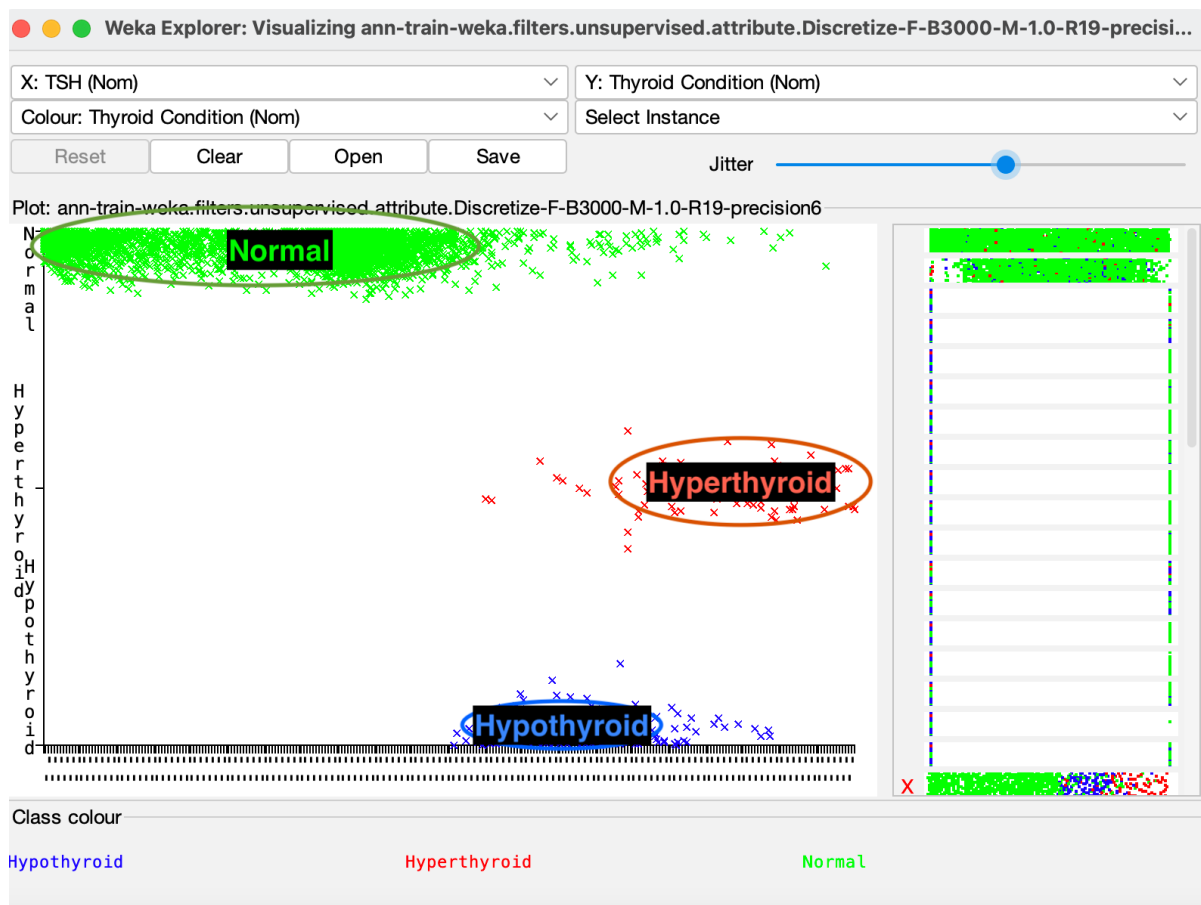 Weka Explorer: Visualizing ann-train-weka.filters.unsupervised.attribute.Discretize-F-B3000-M-1.0-R19-precisi...
X: TSH (Nom)
Y: Thyroid Condition (Nom)
Colour: Thyroid Condition (Nom)
Select Instance
Reset
Clear
Open
Save
Jitter
Plot: ann-train-weka.filters.unsupervised.attribute.Discretize-F-B3000-M-1.0-R19-precision6
Normal
Normal
Hyperthyroid
Hyperthyroid
Hypothyroid
Hypothyroid
X
Class colour
Hypothyroid
Hyperthyroid
Normal